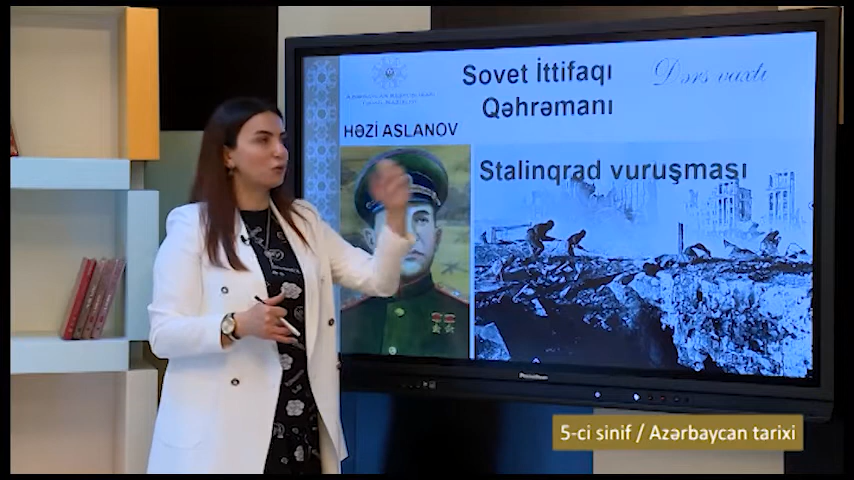 Sovet İttifaqı
Qəhrəmanı
Dərs vaxtı
HƏZİ ASLANOV
Stalinqrad vuruşması
5-ci sinif / Azərbaycan tarixi